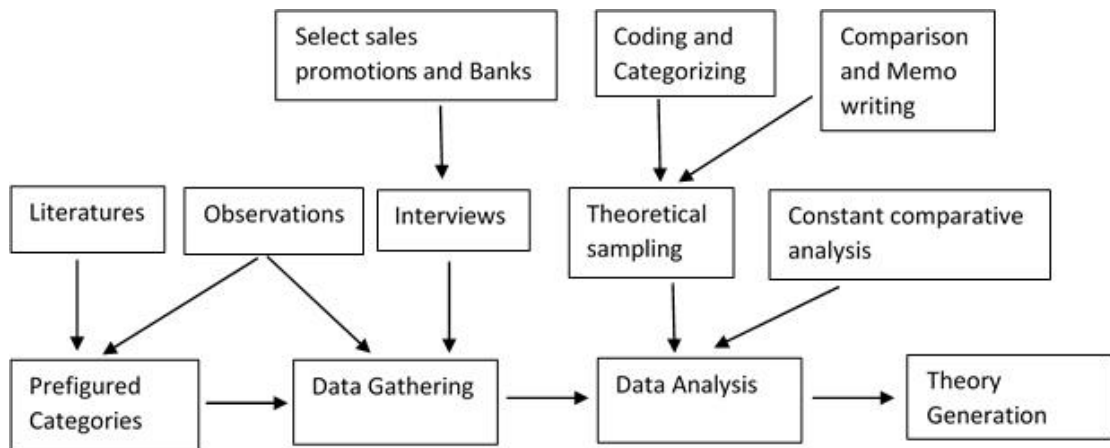 Select sales
promotions and Banks
Coding and
Categorizing
Comparison
and Memo
writing
Literatures
Observations
Interviews
Theoretical
sampling
Constant comparative
analysis
Prefigured
Categories
Data Gathering
Data Analysis
Theory
Generation